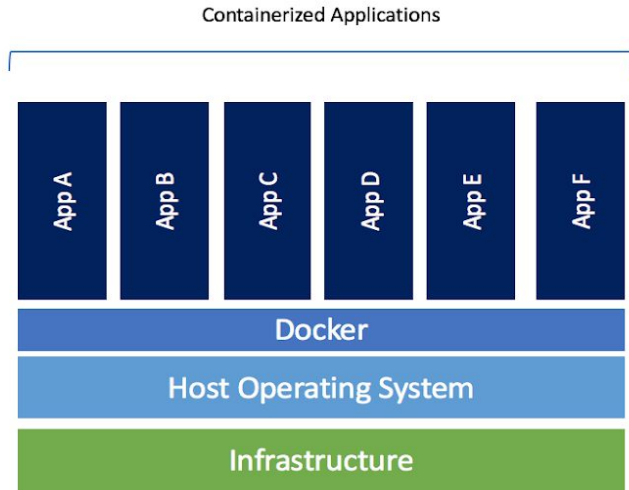 Containerized Applications
App A
App B
App C
App D
App E
App F
Docker
Host Operating System
Infrastructure